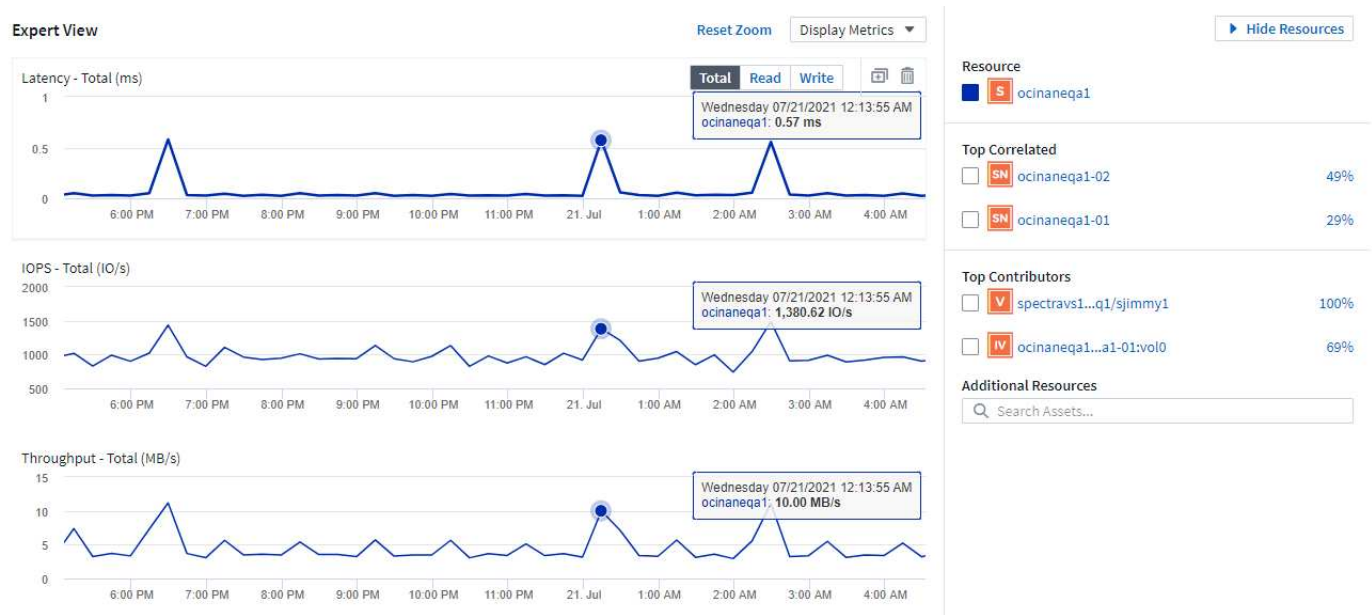 Expert View
Reset Zoom
Display Metrics
Hide Resources
Latency - Total (ms)
Total
Read
Write
Wednesday 07/21/2021 12:13:55 AM
ocinaneqa1: 0.57 ms
1
0.5
0
6:00 PM 7:00 PM 8:00 PM 9:00 PM 10:00 PM 11:00 PM 21. Jul 1:00 AM 2:00 AM 3:00 AM 4:00 AM
IOPS - Total (IO/s)
Wednesday 07/21/2021 12:13:55 AM
ocinaneqa1: 1,380.62 IO/s
2000
1500
1000
500
6:00 PM 7:00 PM 8:00 PM 9:00 PM 10:00 PM 11:00 PM 21. Jul 1:00 AM 2:00 AM 3:00 AM 4:00 AM
Throughput - Total (MB/s)
Wednesday 07/21/2021 12:13:55 AM
ocinaneqa1: 10.00 MB/s
15
10
5
0
6:00 PM 7:00 PM 8:00 PM 9:00 PM 10:00 PM 11:00 PM 21. Jul 1:00 AM 2:00 AM 3:00 AM 4:00 AM
Resource
S ocinaneqa1
Top Correlated
SN ocinaneqa1-02 49%
SN ocinaneqa1-01 29%
Top Contributors
V spectravs1...q1/sjimmy1 100%
IV ocinaneqa1...a1-01:vol0 69%
Additional Resources
Search Assets...